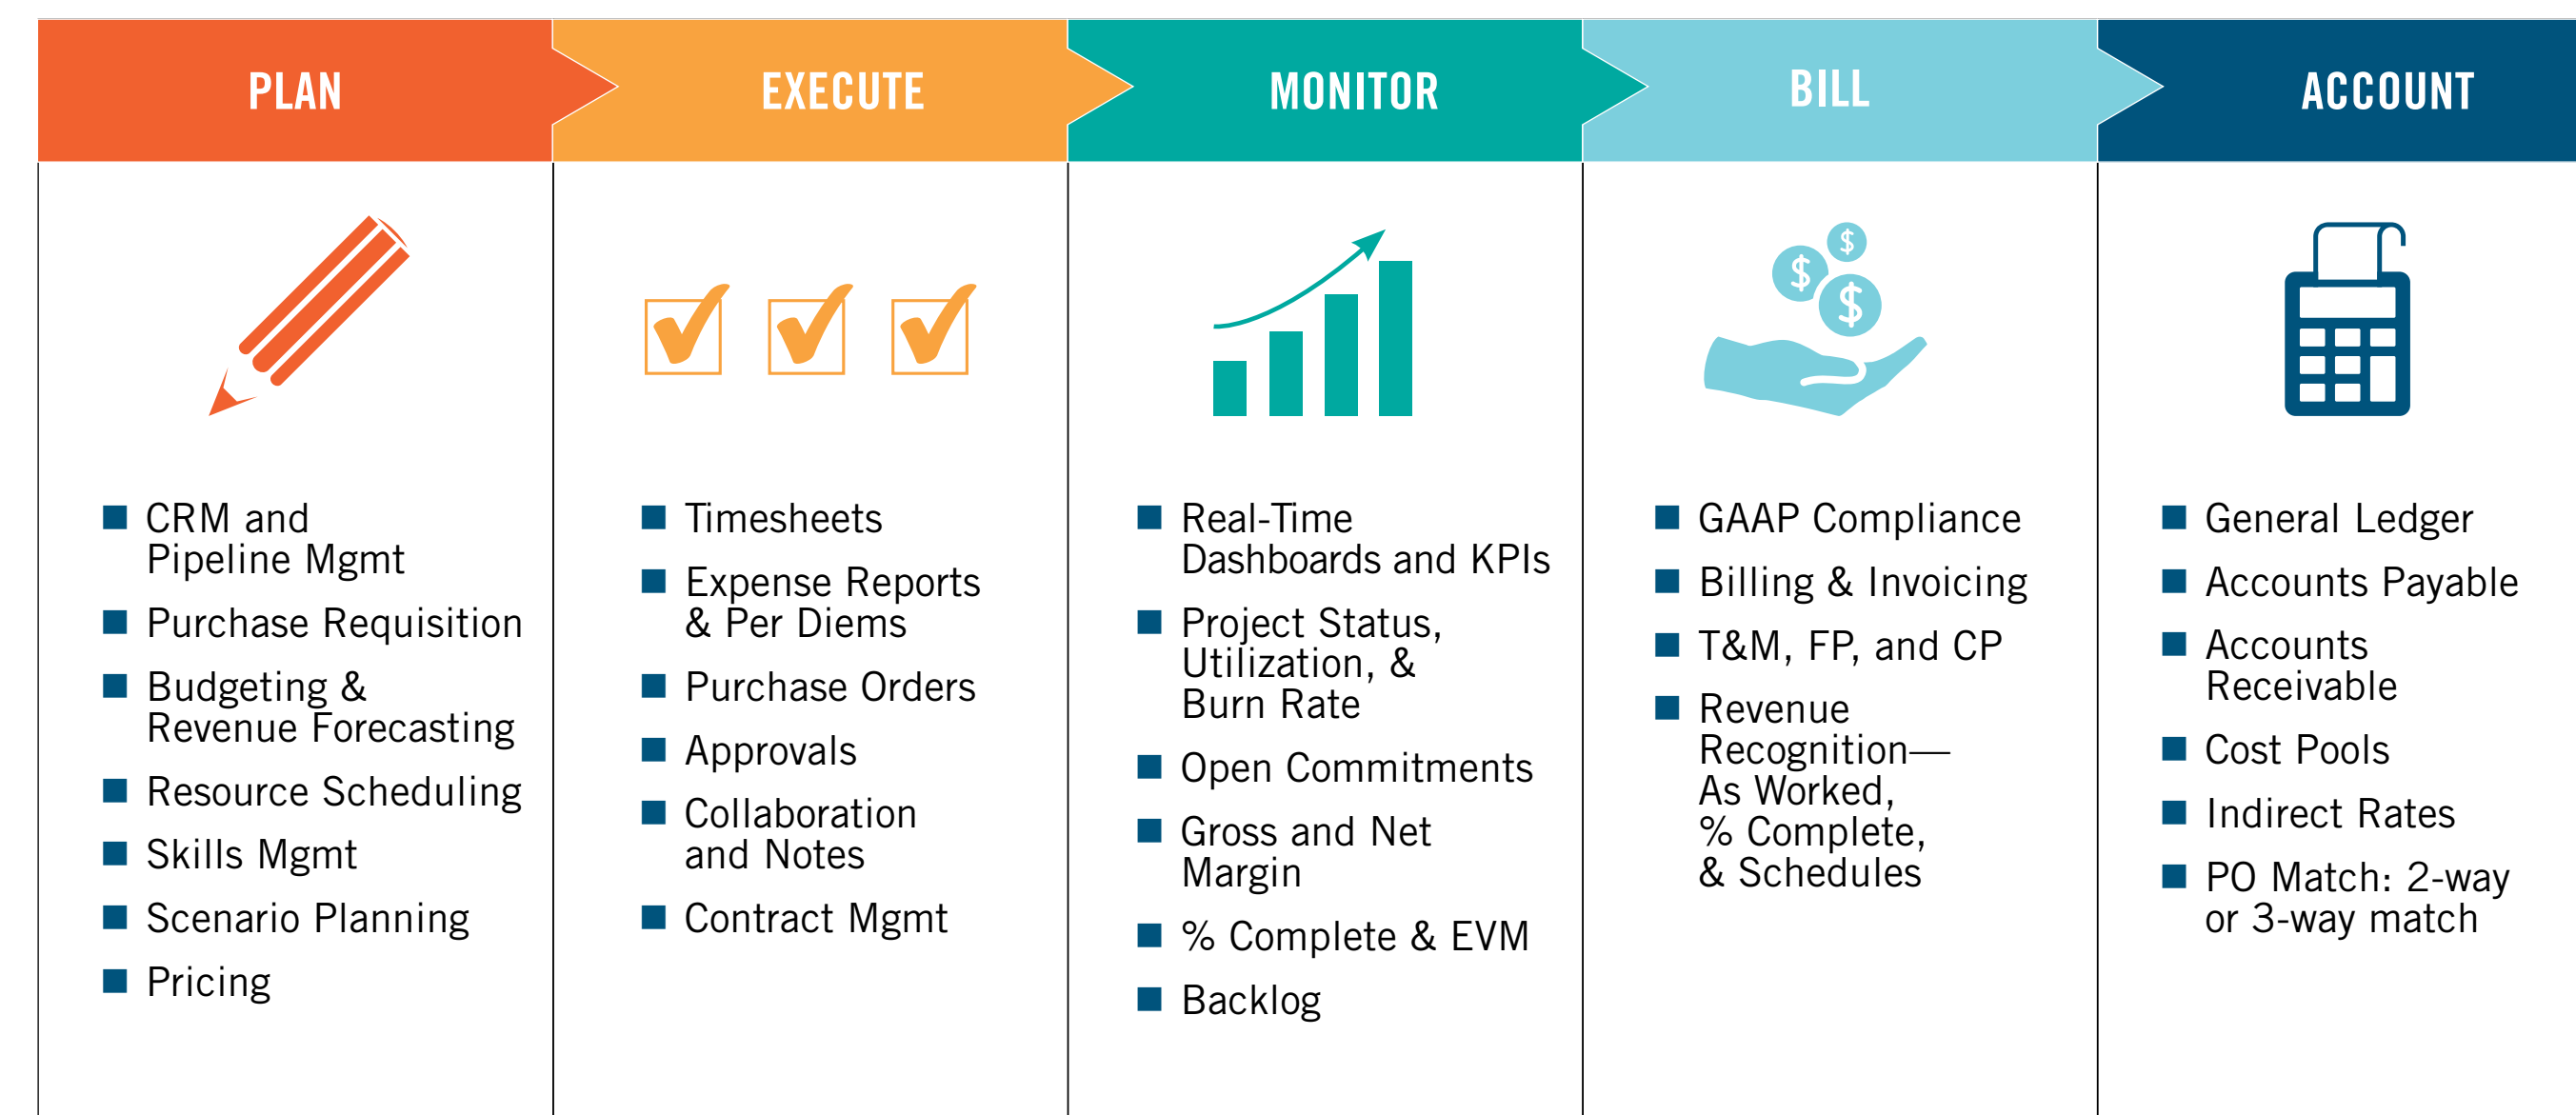 PLAN
EXECUTE
MONITOR
BILL
ACCOUNT
CRM and
Pipeline Mgmt
Purchase Requisition
Budgeting &
Revenue Forecasting
Resource Scheduling
Skills Mgmt
Scenario Planning
Pricing
Timesheets
Expense Reports
& Per Diems
Purchase Orders
Approvals
Collaboration
and Notes
Contract Mgmt
Real-Time
Dashboards and KPIs
Project Status,
Utilization, &
Burn Rate
Open Commitments
Gross and Net
Margin
% Complete & EVM
Backlog
$
$
$
GAAP Compliance
Billing & Invoicing
T&M, FP, and CP
Revenue
Recognition—
As Worked,
% Complete,
& Schedules
General Ledger
Accounts Payable
Accounts
Receivable
Cost Pools
Indirect Rates
PO Match: 2-way
or 3-way match